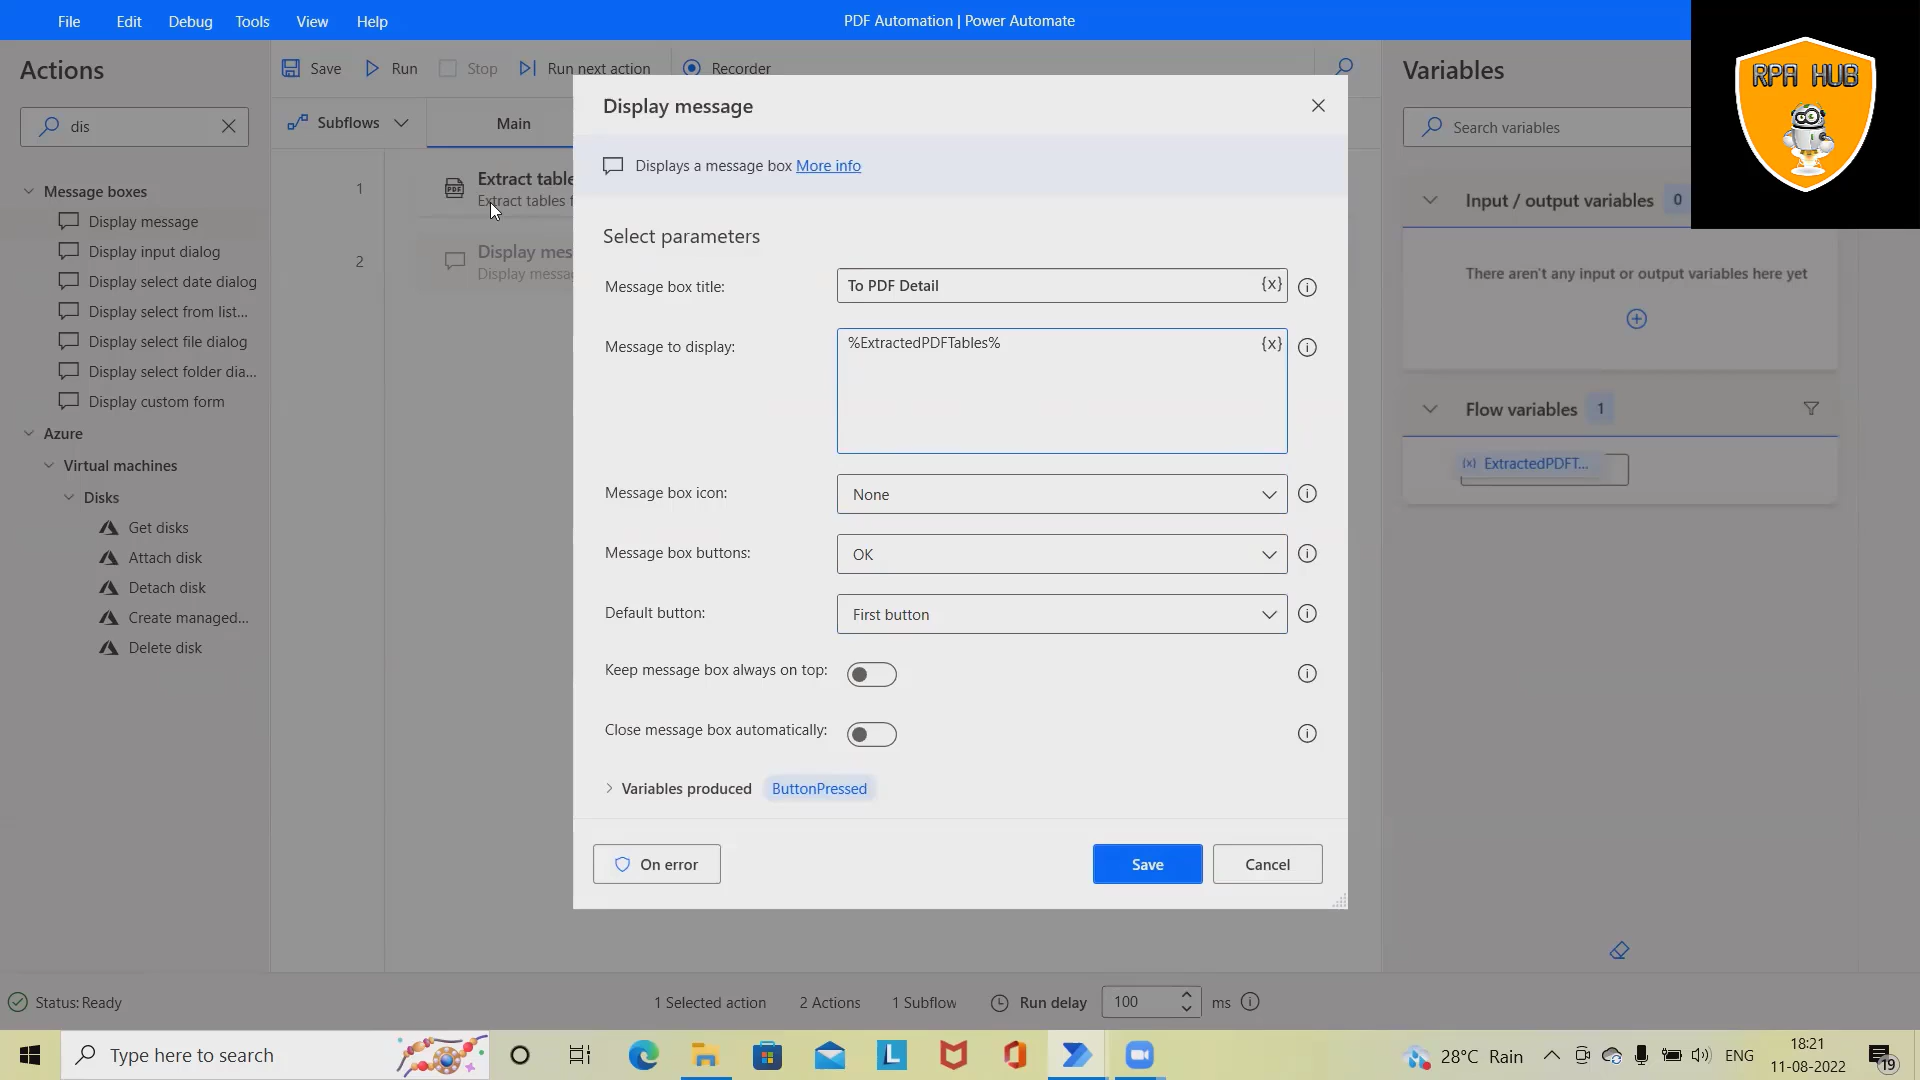 File Edit Debug Tools View Help
PDF Automation | Power Automate
RPA HUB
Actions
dis
Message boxes
Display message
Display input dialog
Display select date dialog
Display select from list...
Display select file dialog
Display select folder dia...
Display custom form
Azure
Virtual machines
Disks
Get disks
Attach disk
Detach disk
Create managed...
Delete disk
Save Run Stop Run next action Recorder
Subflows Main
1 Extract table
Extract tables f
2 Display mes
Display messa
Display message
Displays a message box More info
Select parameters
Message box title: To PDF Detail {x}
Message to display: %ExtractedPDFTables% {x}
Message box icon: None
Message box buttons: OK
Default button: First button
Keep message box always on top:
Close message box automatically:
Variables produced ButtonPressed
On error Save Cancel
Variables
Search variables
Input / output variables 0
There aren't any input or output variables here yet
Flow variables 1
(x) ExtractedPDFT...
Status: Ready 1 Selected action 2 Actions 1 Subflow Run delay 100 ms
Type here to search
28°C Rain ENG
18:21
11-08-2022
19